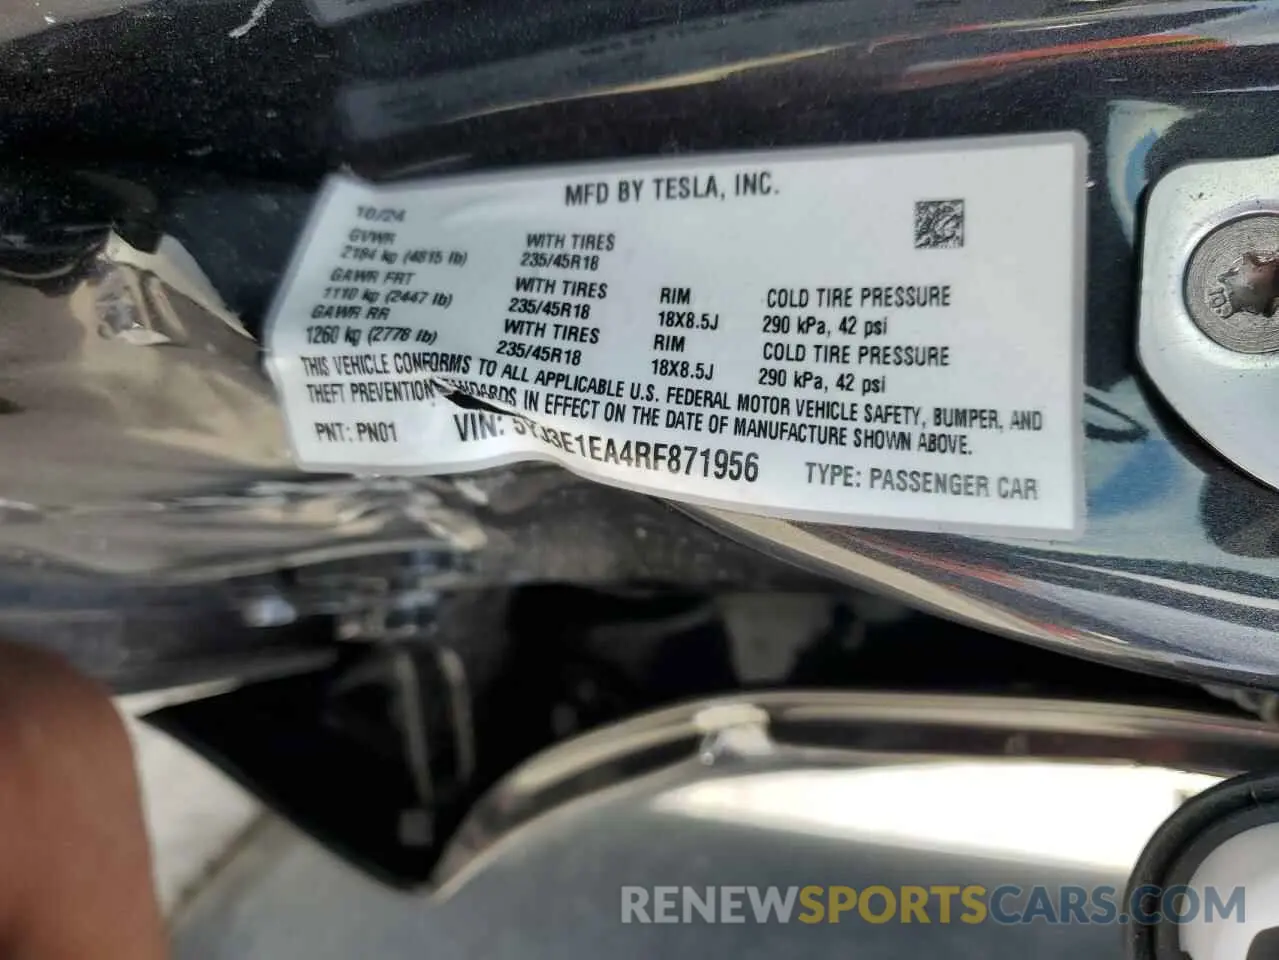 MFD BY TESLA, INC.
10/24
GVWR
2184 kg (4815 lb)
WITH TIRES
235/45R18
GAWR FRT
1110 kg (2447 lb)
WITH TIRES
235/45R18
RIM
18X8.5J
COLD TIRE PRESSURE
290 kPa, 42 psi
GAWR RR
1260 kg (2778 lb)
WITH TIRES
235/45R18
RIM
18X8.5J
COLD TIRE PRESSURE
290 kPa, 42 psi
THIS VEHICLE CONFORMS TO ALL APPLICABLE U.S. FEDERAL MOTOR VEHICLE SAFETY, BUMPER, AND
THEFT PREVENTION STANDARDS IN EFFECT ON THE DATE OF MANUFACTURE SHOWN ABOVE.
PNT: PN01
VIN: 5YJ3E1EA4RF871956
TYPE: PASSENGER CAR
RENEWSPORTSCARS.COM